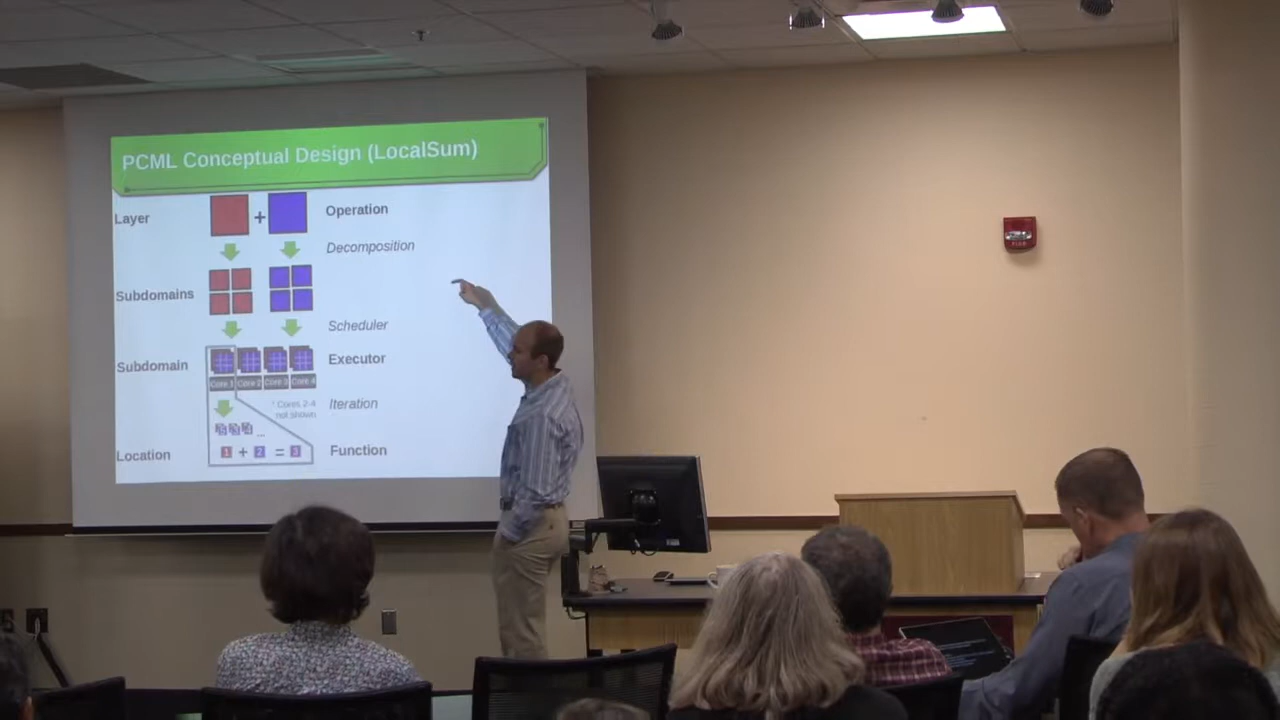 PCML Conceptual Design (LocalSum)
Layer + Operation
Decomposition
Subdomains
Scheduler
Subdomain Executor
Core 1 Core 2 Core 3 Core 4
* Cores 2-4
not shown
Iteration
...
Location 1 + 2 = 3 Function
FIRE